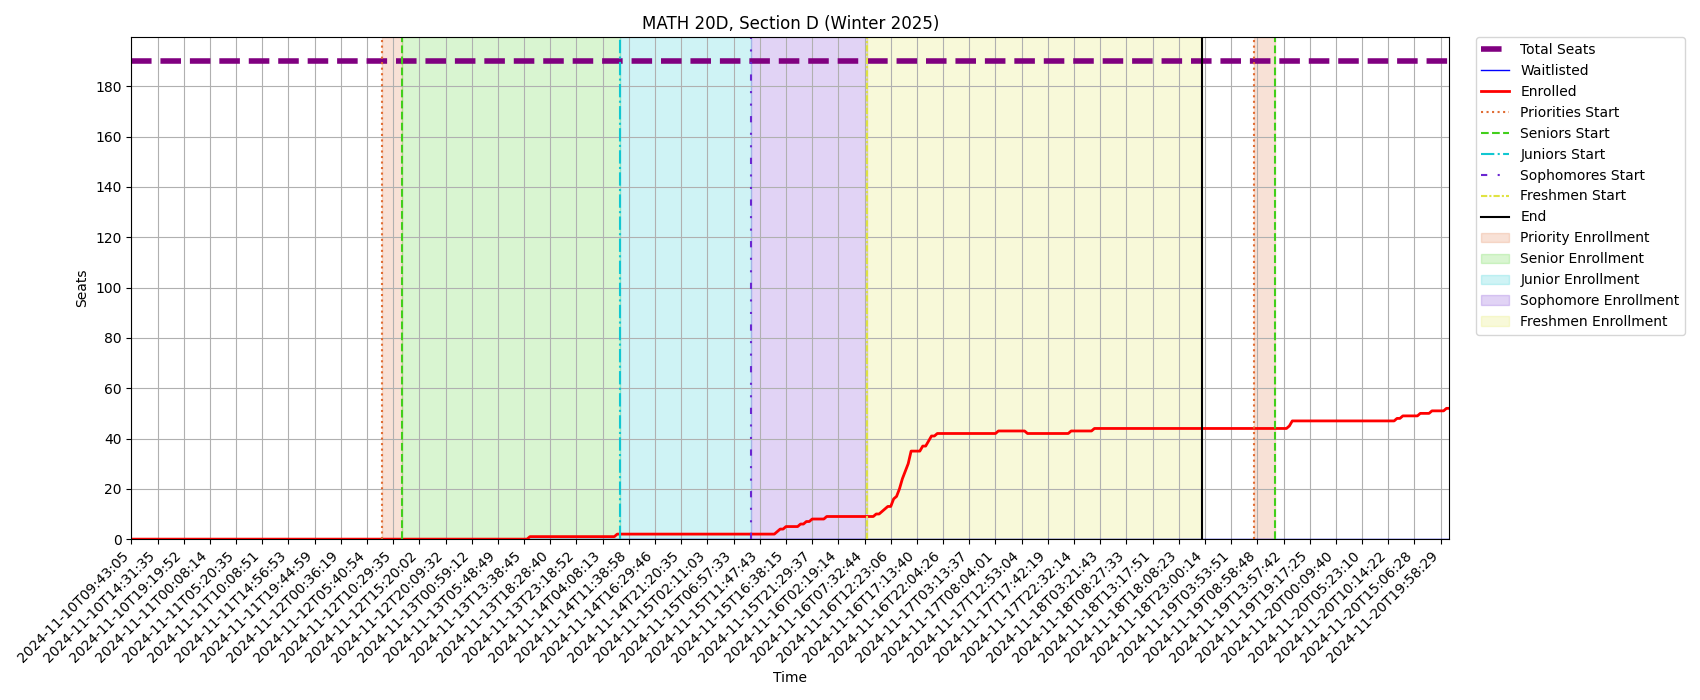 MATH 20D, Section D (Winter 2025)
Seats
180
160
140
120
100
80
60
40
20
0
2024-11-10T09:43:05
2024-11-10T14:31:35
2024-11-10T19:19:52
2024-11-11T00:08:14
2024-11-11T05:20:35
2024-11-11T10:08:51
2024-11-11T14:56:53
2024-11-11T19:44:59
2024-11-12T00:36:19
2024-11-12T05:40:54
2024-11-12T10:29:35
2024-11-12T15:20:02
2024-11-12T20:09:32
2024-11-13T00:59:12
2024-11-13T05:48:49
2024-11-13T13:38:45
2024-11-13T18:28:40
2024-11-13T23:18:52
2024-11-14T04:08:13
2024-11-14T11:38:58
2024-11-14T16:29:46
2024-11-14T21:20:35
2024-11-15T02:11:03
2024-11-15T06:57:33
2024-11-15T11:47:43
2024-11-15T16:38:15
2024-11-15T21:29:37
2024-11-16T02:19:14
2024-11-16T07:32:44
2024-11-16T12:23:06
2024-11-16T17:13:40
2024-11-16T22:04:26
2024-11-17T03:13:37
2024-11-17T08:04:01
2024-11-17T12:53:04
2024-11-17T17:42:19
2024-11-17T22:32:14
2024-11-18T03:21:43
2024-11-18T08:27:33
2024-11-18T13:17:51
2024-11-18T18:08:23
2024-11-18T23:00:14
2024-11-19T03:53:51
2024-11-19T08:58:48
2024-11-19T13:57:42
2024-11-19T19:17:25
2024-11-20T00:09:40
2024-11-20T05:23:10
2024-11-20T10:14:22
2024-11-20T15:06:28
2024-11-20T19:58:29
Time
Total Seats
Waitlisted
Enrolled
Priorities Start
Seniors Start
Juniors Start
Sophomores Start
Freshmen Start
End
Priority Enrollment
Senior Enrollment
Junior Enrollment
Sophomore Enrollment
Freshmen Enrollment